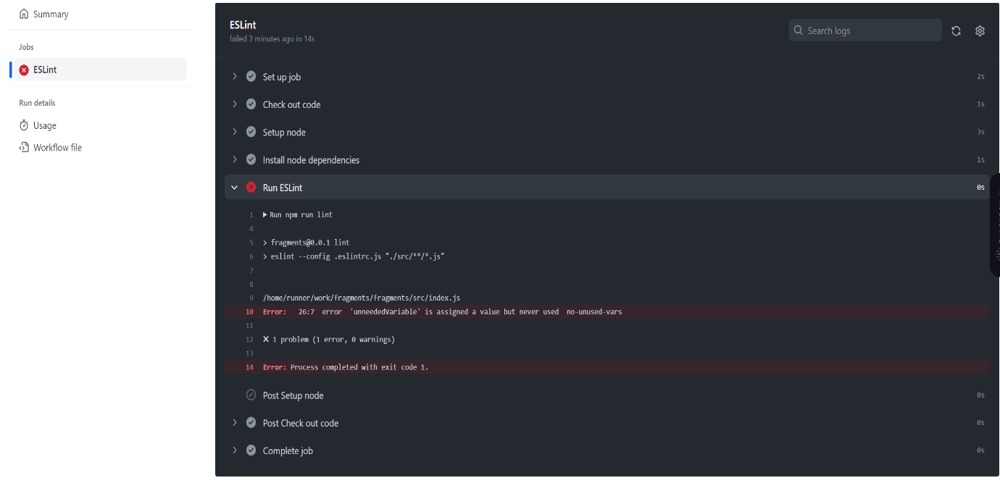 Summary
Jobs
ESLint
Run details
Usage
Workflow file
ESLint
failed 3 minutes ago in 14s
Search logs
Set up job 2s
Check out code 1s
Setup node 3s
Install node dependencies 1s
Run ESLint 0s
1 Run npm run lint
4
5 > fragments@0.0.1 lint
6 > eslint --config .eslintrc.js "./src/**/*.js"
7
8
9 /home/runner/work/fragments/fragments/src/index.js
10 Error: 26:7 error 'unneededVariable' is assigned a value but never used no-unused-vars
11
12 ✕ 1 problem (1 error, 0 warnings)
13
14 Error: Process completed with exit code 1.
Post Setup node 0s
Post Check out code 0s
Complete job 0s